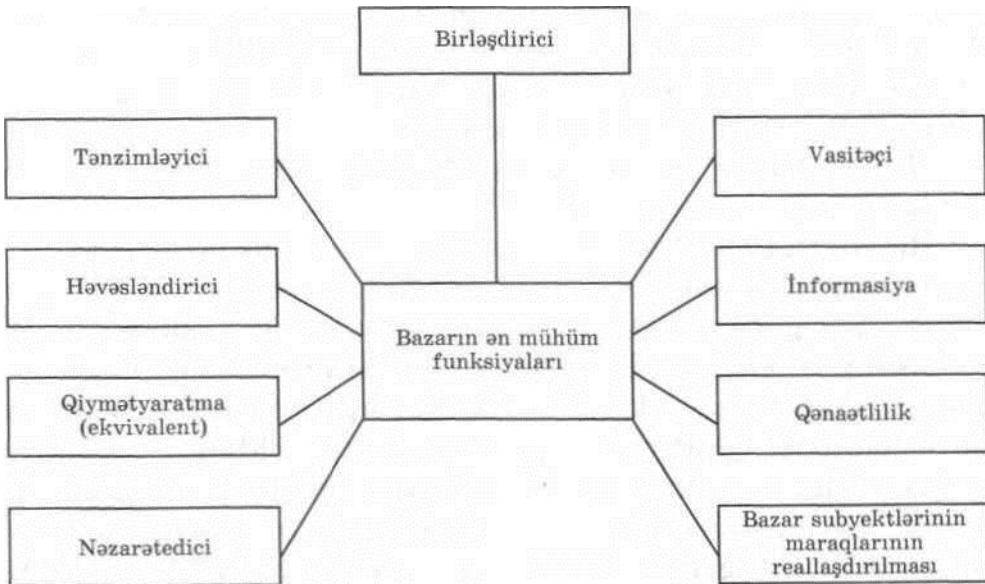 Birləşdirici
Tənzimləyici
Vasitəçi
Həvəsləndirici
İnformasiya
Bazarın ən mühüm
funksiyaları
Qiymətyaratma
(ekvivalent)
Qənaətlilik
Nəzarətedici
Bazar subyektlərinin
maraqlarının
reallaşdırılması